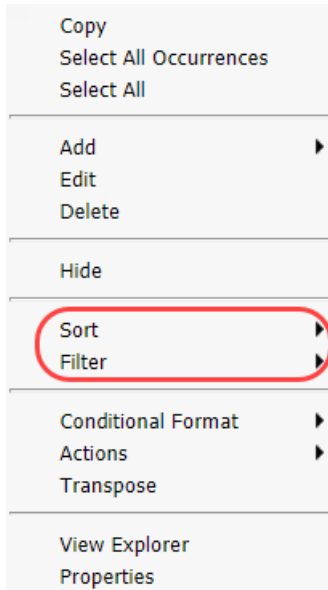 Copy
Select All Occurrences
Select All
Add
Edit
Delete
Hide
Sort
Filter
Conditional Format
Actions
Transpose
View Explorer
Properties